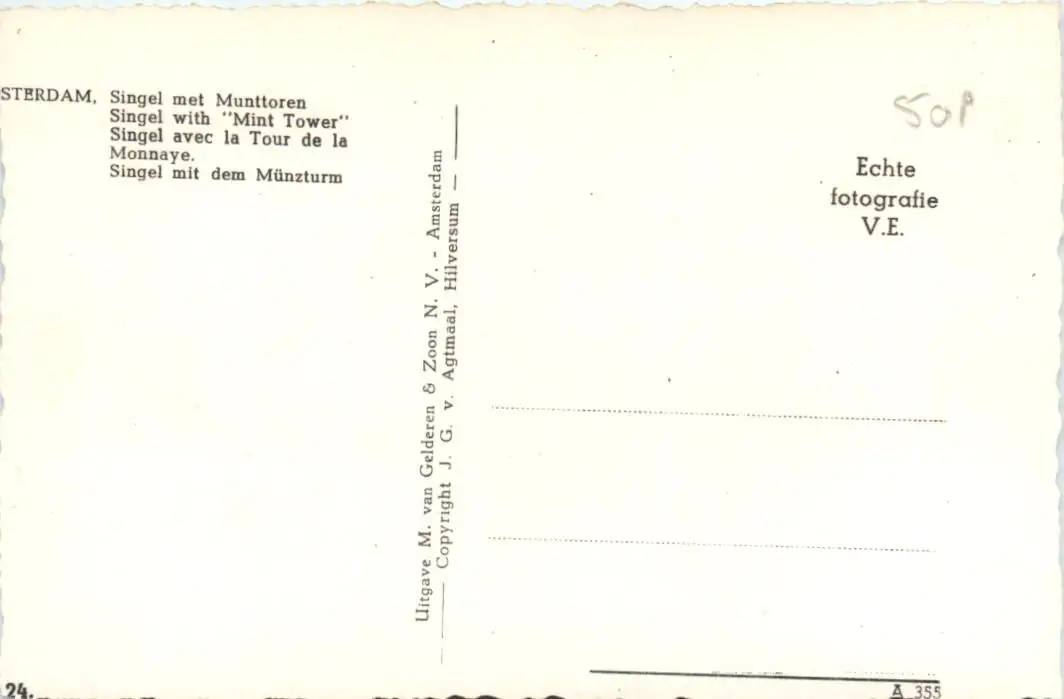 STERDAM, Singel met Munttoren
Singel with "Mint Tower"
Singel avec la Tour de la
Monnaye.
Singel mit dem Münzturm
Uitgave M. van Gelderen & Zoon N. V. - Amsterdam
Copyright J. G. v. Agtmaal, Hilversum
50P
Echte
fotografie
V.E.
24.
A 355